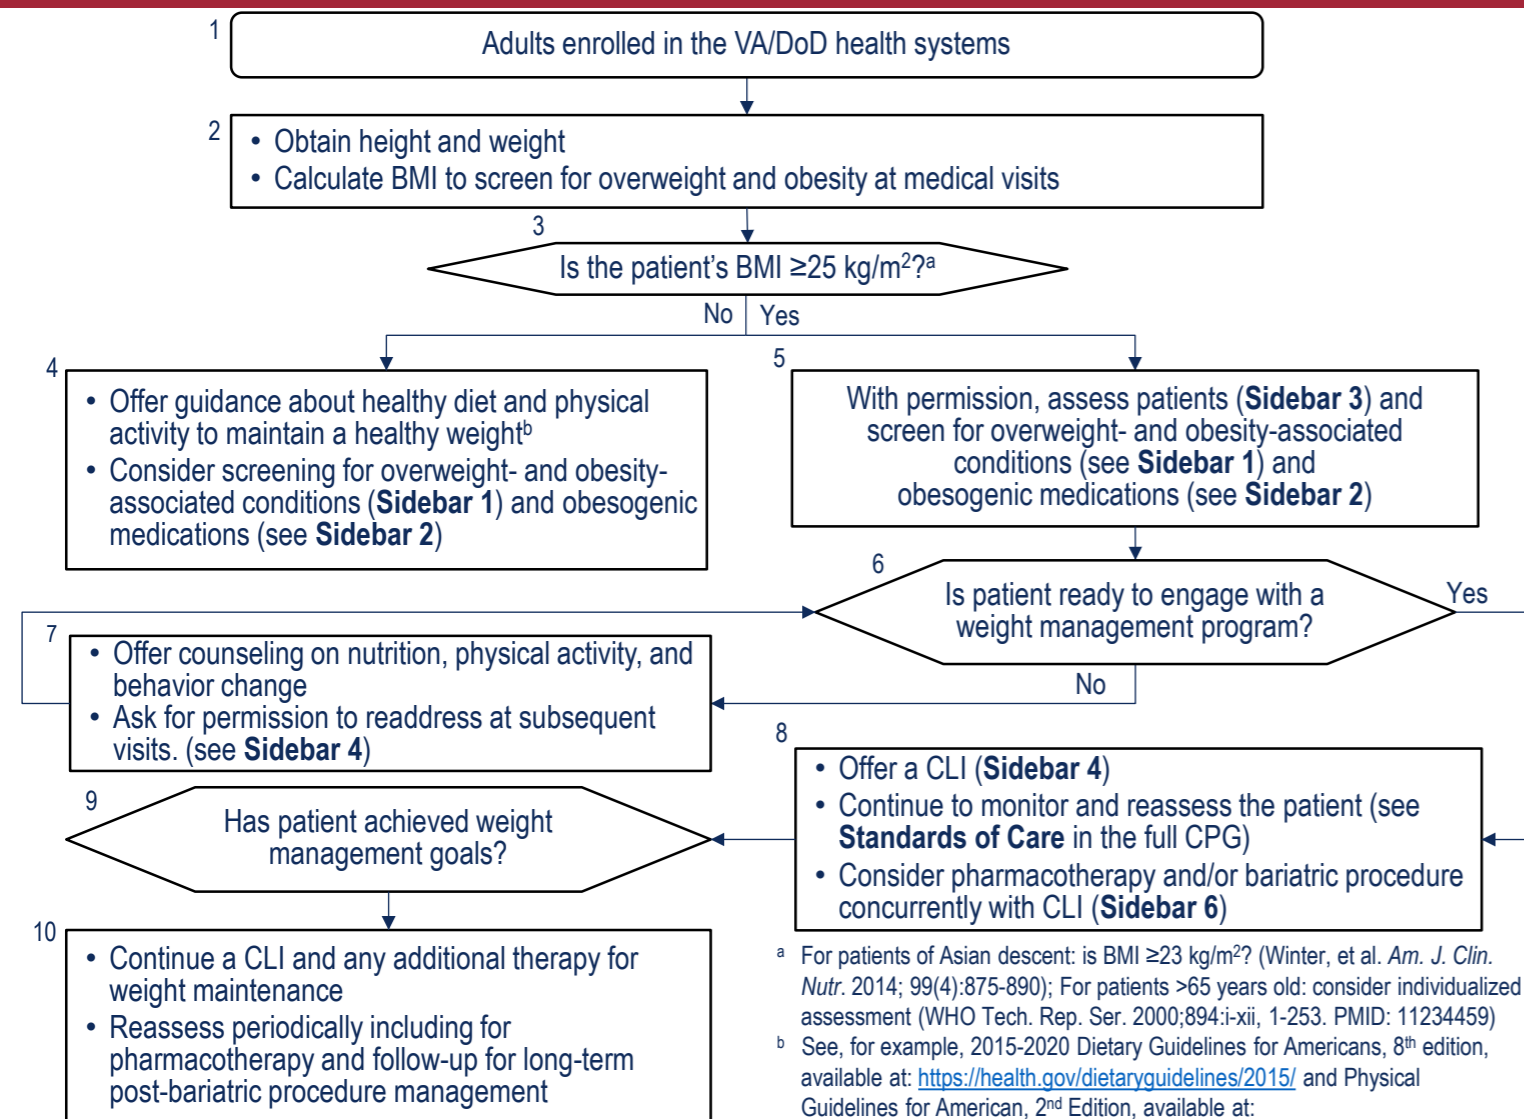 1
Adults enrolled in the VA/DoD health systems
2
• Obtain height and weight
• Calculate BMI to screen for overweight and obesity at medical visits
3
Is the patient’s BMI ≥25 kg/m²?ᵃ
No
Yes
4
• Offer guidance about healthy diet and physical
activity to maintain a healthy weightᵇ
• Consider screening for overweight- and obesity-
associated conditions (Sidebar 1) and obesogenic
medications (see Sidebar 2)
5
With permission, assess patients (Sidebar 3) and
screen for overweight- and obesity-associated
conditions (see Sidebar 1) and
obesogenic medications (see Sidebar 2)
6
Is patient ready to engage with a
weight management program?
Yes
No
7
• Offer counseling on nutrition, physical activity, and
behavior change
• Ask for permission to readdress at subsequent
visits. (see Sidebar 4)
8
• Offer a CLI (Sidebar 4)
• Continue to monitor and reassess the patient (see
Standards of Care in the full CPG)
• Consider pharmacotherapy and/or bariatric procedure
concurrently with CLI (Sidebar 6)
9
Has patient achieved weight
management goals?
10
• Continue a CLI and any additional therapy for
weight maintenance
• Reassess periodically including for
pharmacotherapy and follow-up for long-term
post-bariatric procedure management
ᵃ For patients of Asian descent: is BMI ≥23 kg/m²? (Winter, et al. Am. J. Clin.
Nutr. 2014; 99(4):875-890); For patients >65 years old: consider individualized
assessment (WHO Tech. Rep. Ser. 2000;894:i-xii, 1-253. PMID: 11234459)
ᵇ See, for example, 2015-2020 Dietary Guidelines for Americans, 8th edition,
available at: https://health.gov/dietaryguidelines/2015/ and Physical
Guidelines for American, 2nd Edition, available at: